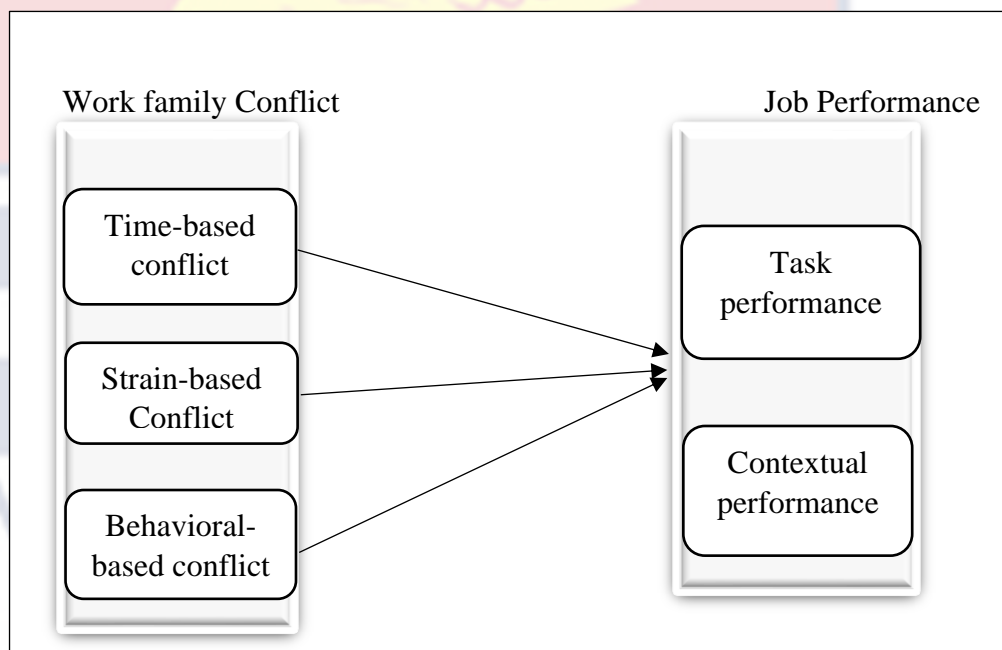 Work family Conflict
Job Performance
Time-based
conflict
Strain-based
Conflict
Behavioral-
based conflict
Task
performance
Contextual
performance